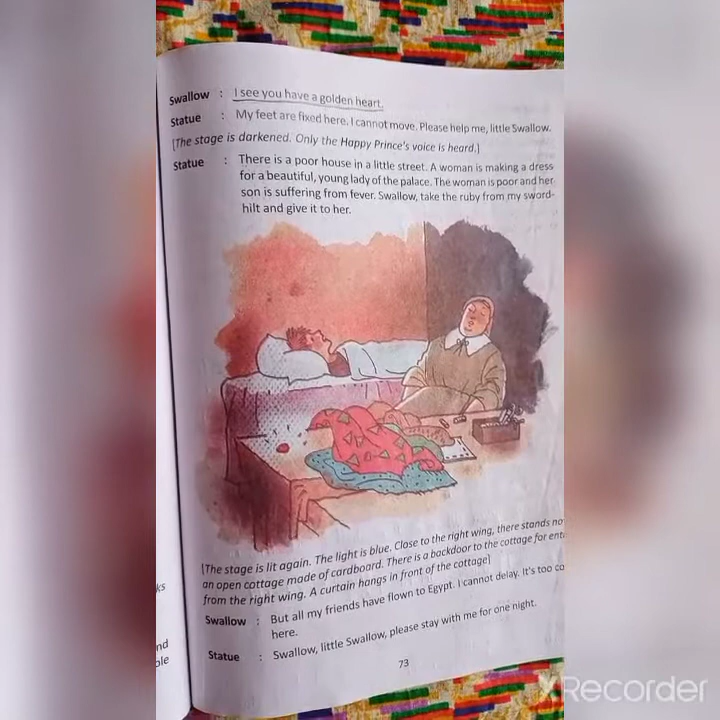 Swallow : I see you have a golden heart.
Statue : My feet are fixed here. I cannot move. Please help me, little Swallow.
[The stage is darkened. Only the Happy Prince's voice is heard.]
Statue : There is a poor house in a little street. A woman is making a dress
for a beautiful, young lady of the palace. The woman is poor and her
son is suffering from fever. Swallow, take the ruby from my sword-
hilt and give it to her.
[The stage is lit again. The light is blue. Close to the right wing, there stands no
an open cottage made of cardboard. There is a backdoor to the cottage for ent
from the right wing. A curtain hangs in front of the cottage]
Swallow : But all my friends have flown to Egypt. I cannot delay. It's too co
here.
Statue : Swallow, little Swallow, please stay with me for one night.
73
ks
nd
ole
XRecorder